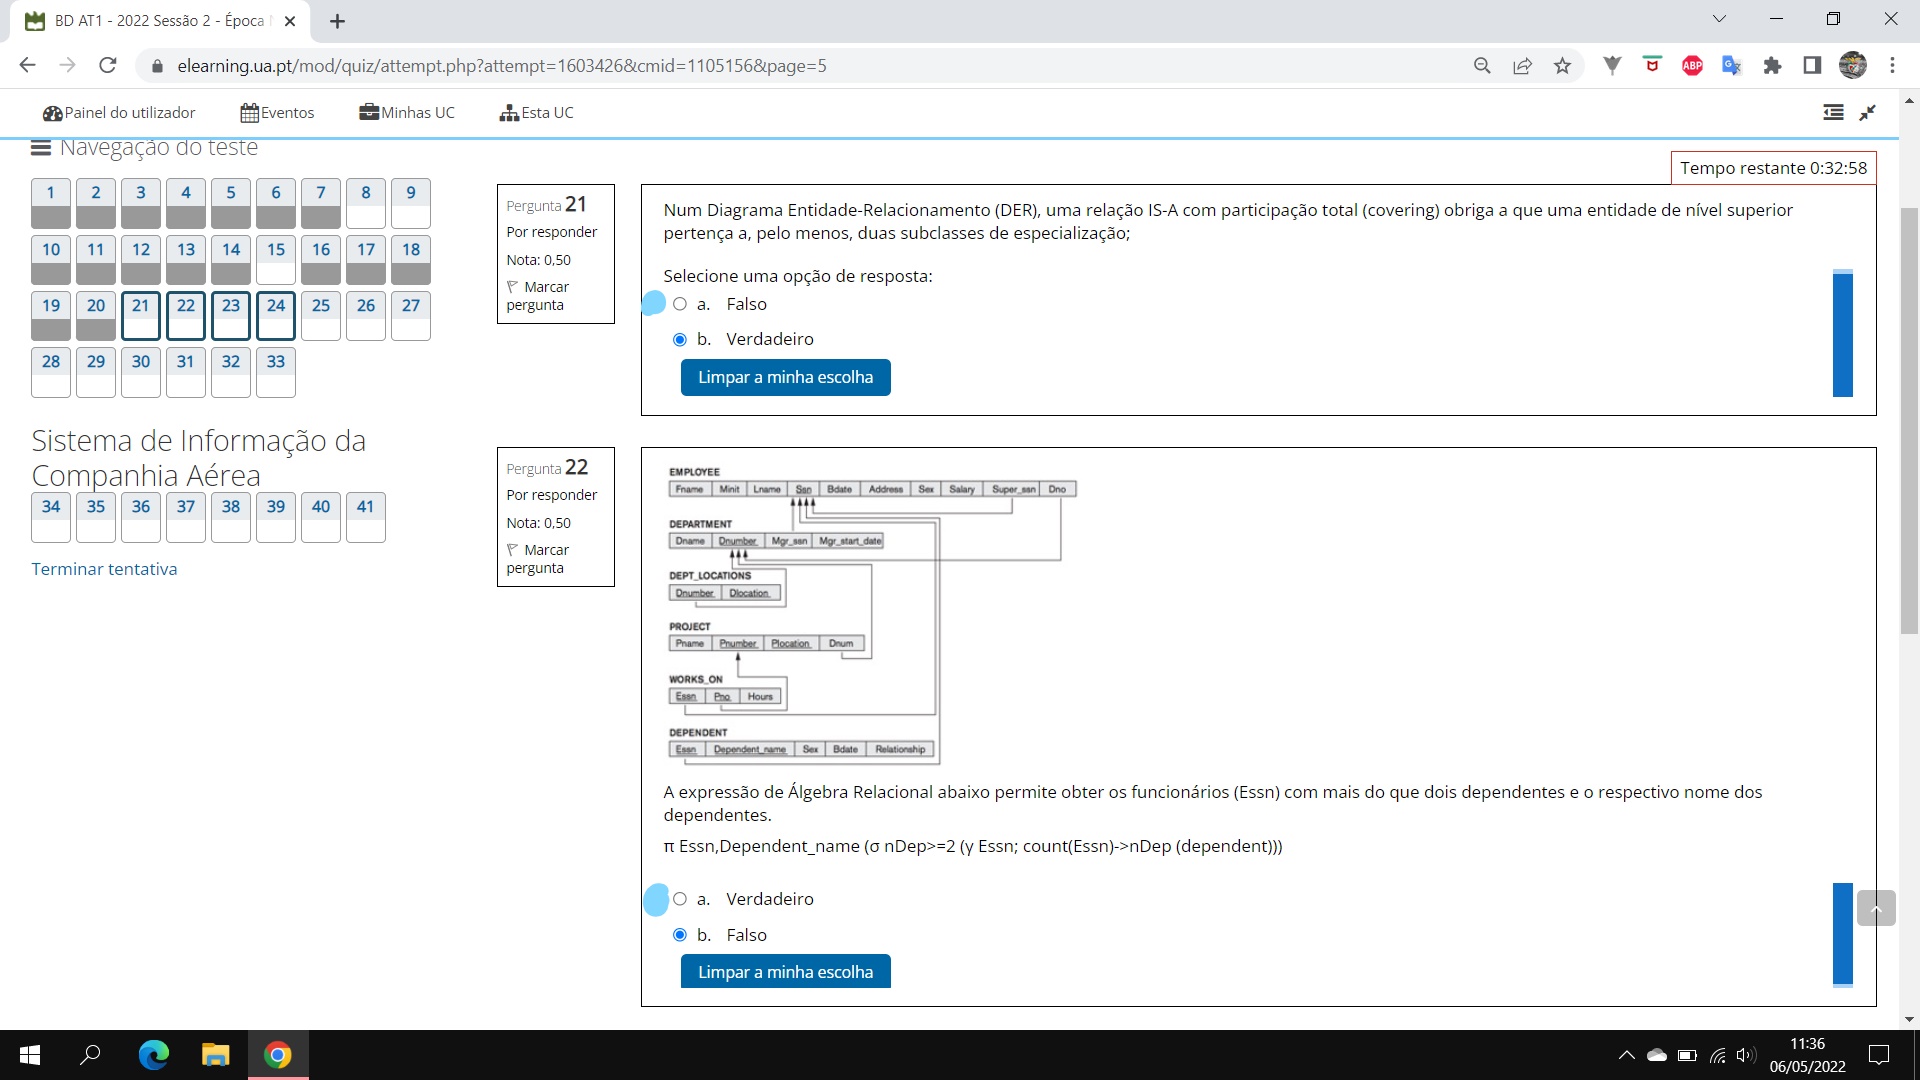 BD AT1 - 2022 Sessão 2 - Época N
elearning.ua.pt/mod/quiz/attempt.php?attempt=1603426&cmid=1105156&page=5
ABP
Painel do utilizador Eventos Minhas UC Esta UC
Navegação do teste
Tempo restante 0:32:58
1 2 3 4 5 6 7 8 9
10 11 12 13 14 15 16 17 18
19 20 21 22 23 24 25 26 27
28 29 30 31 32 33
Sistema de Informação da
Companhia Aérea
34 35 36 37 38 39 40 41
Terminar tentativa
Pergunta 21
Por responder
Nota: 0,50
Marcar
pergunta
Num Diagrama Entidade-Relacionamento (DER), uma relação IS-A com participação total (covering) obriga a que uma entidade de nível superior
pertença a, pelo menos, duas subclasses de especialização;
Selecione uma opção de resposta:
a. Falso
b. Verdadeiro
Limpar a minha escolha
Pergunta 22
Por responder
Nota: 0,50
Marcar
pergunta
EMPLOYEE
Fname Minit Lname Ssn Bdate Address Sex Salary Super_ssn Dno
DEPARTMENT
Dname Dnumber Mgr_ssn Mgr_start_date
DEPT_LOCATIONS
Dnumber Dlocation
PROJECT
Pname Pnumber Plocation Dnum
WORKS_ON
Essn Pno Hours
DEPENDENT
Essn Dependent_name Sex Bdate Relationship
A expressão de Álgebra Relacional abaixo permite obter os funcionários (Essn) com mais do que dois dependentes e o respectivo nome dos
dependentes.
π Essn,Dependent_name (σ nDep>=2 (γ Essn; count(Essn)->nDep (dependent)))
a. Verdadeiro
b. Falso
Limpar a minha escolha
11:36
06/05/2022